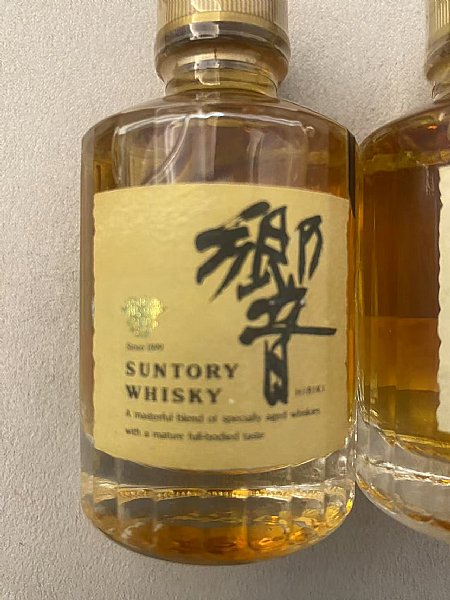 響
HIBIKI
Since 1899
SUNTORY
WHISKY
A masterful blend of specially aged whiskies
with a mature full-bodied taste